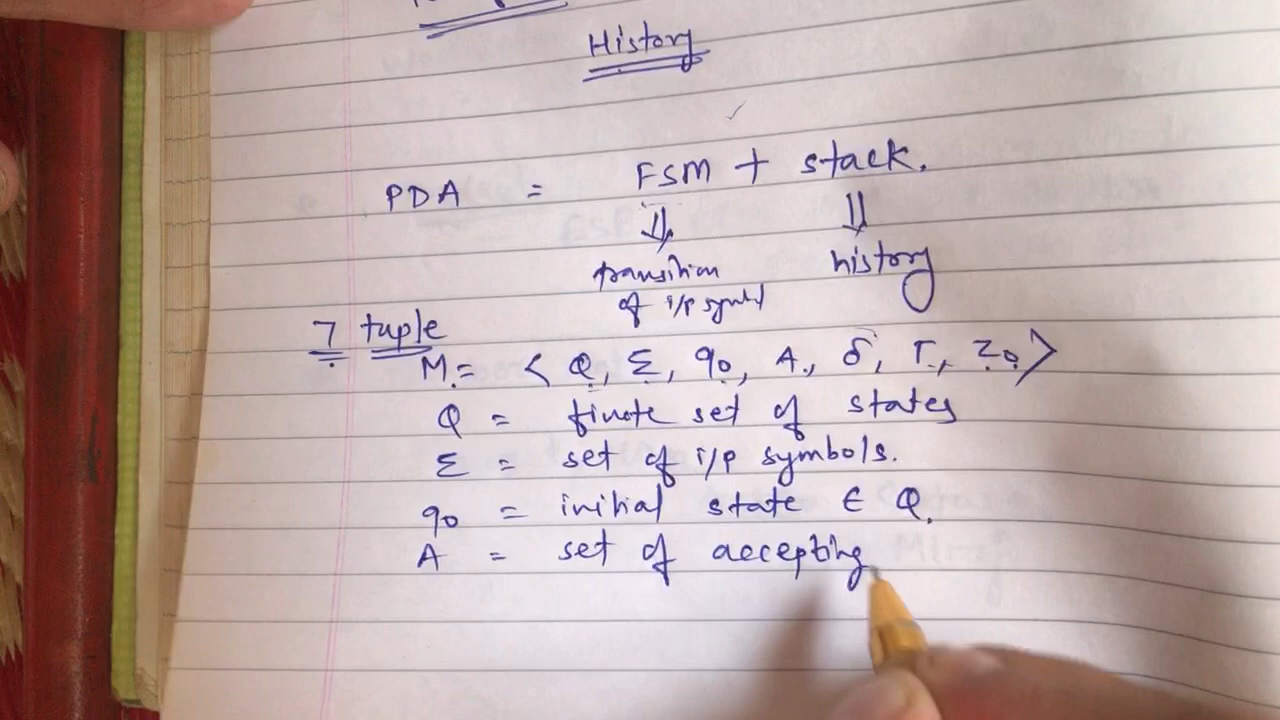 History
PDA = FSM + stack.
⇓ ⇓
transition history
of i/p symbl
7 tuple
M = < Q, Σ, q0, A, δ, Γ, Z0 >
Q = finite set of states
Σ = set of i/p symbols.
q0 = initial state ∈ Q.
A = set of accepting